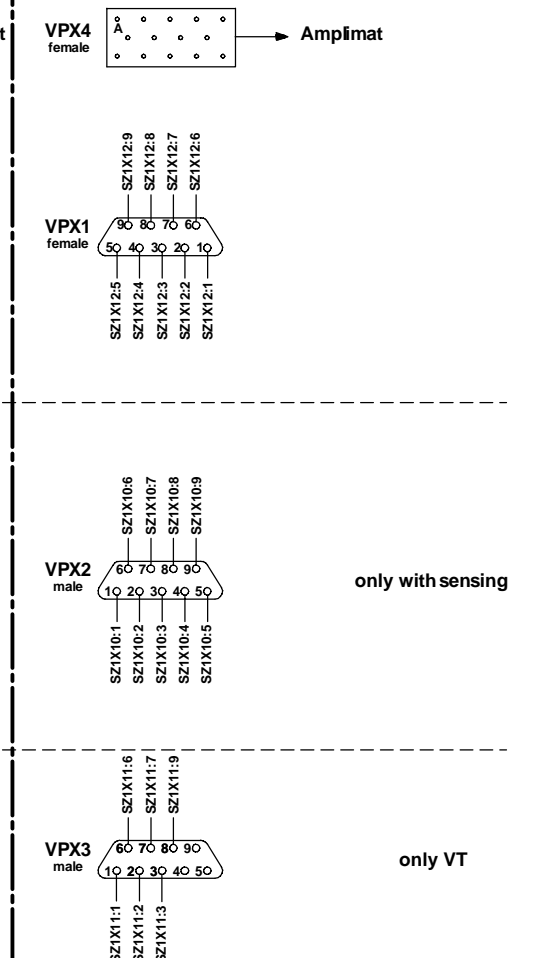 t
VPX4
female
A
Amplimat
SZ1X12:9
SZ1X12:8
SZ1X12:7
SZ1X12:6
VPX1
female
9 8 7 6
5 4 3 2 1
SZ1X12:5
SZ1X12:4
SZ1X12:3
SZ1X12:2
SZ1X12:1
SZ1X10:6
SZ1X10:7
SZ1X10:8
SZ1X10:9
VPX2
male
6 7 8 9
1 2 3 4 5
only with sensing
SZ1X10:1
SZ1X10:2
SZ1X10:3
SZ1X10:4
SZ1X10:5
SZ1X11:6
SZ1X11:7
SZ1X11:9
VPX3
male
6 7 8 9
1 2 3 4 5
only VT
SZ1X11:1
SZ1X11:2
SZ1X11:3